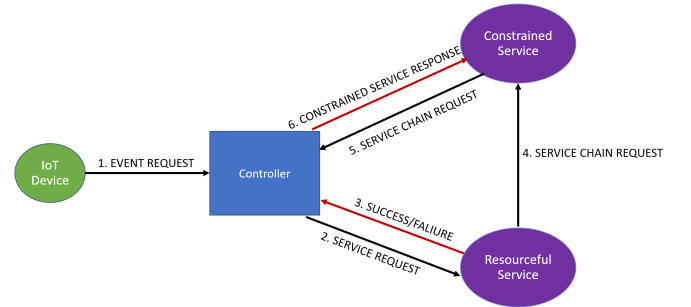 Constrained
Service
6. CONSTRAINED SERVICE RESPONSE
5. SERVICE CHAIN REQUEST
1. EVENT REQUEST
IoT
Device
Controller
4. SERVICE CHAIN REQUEST
3. SUCCESS/FALIURE
2. SERVICE REQUEST
Resourceful
Service